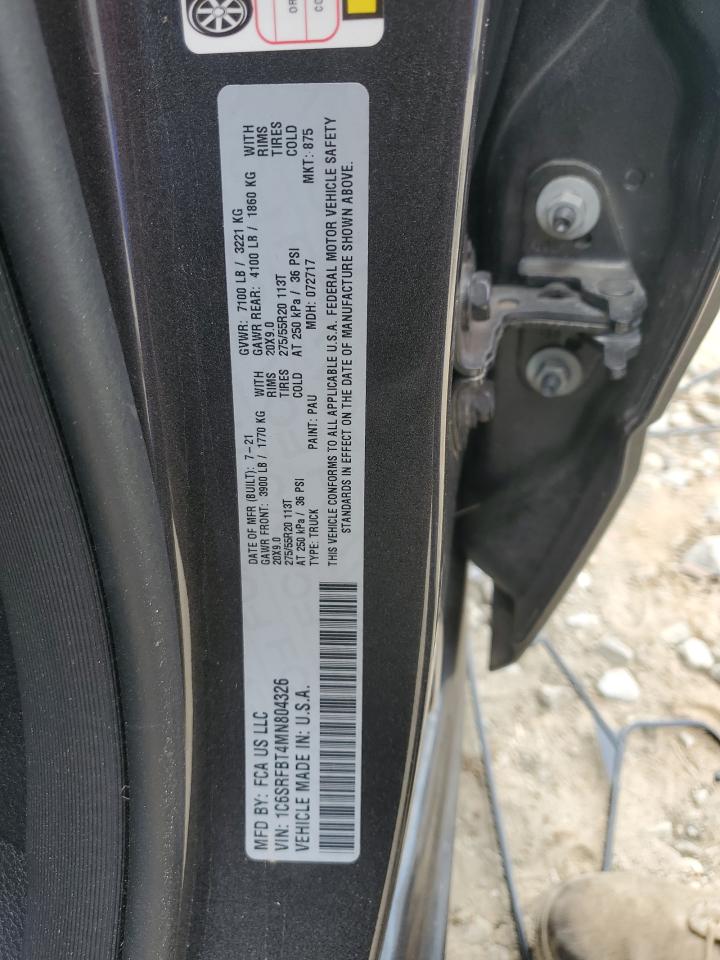 OR
CO
MFD BY: FCA US LLC
VIN: 1C6SRFBT4MN804326
VEHICLE MADE IN: U.S.A.
DATE OF MFR (BUILT): 7-21
GAWR FRONT: 3900 LB / 1770 KG WITH
20X9.0 RIMS
275/55R20 113T TIRES
AT 250 kPa / 36 PSI COLD
TYPE: TRUCK PAINT: PAU
GVWR: 7100 LB / 3221 KG
GAWR REAR: 4100 LB / 1860 KG WITH
20X9.0 RIMS
275/55R20 113T TIRES
AT 250 kPa / 36 PSI COLD
MDH: 072717 MKT: 875
THIS VEHICLE CONFORMS TO ALL APPLICABLE U.S.A. FEDERAL MOTOR VEHICLE SAFETY
STANDARDS IN EFFECT ON THE DATE OF MANUFACTURE SHOWN ABOVE.